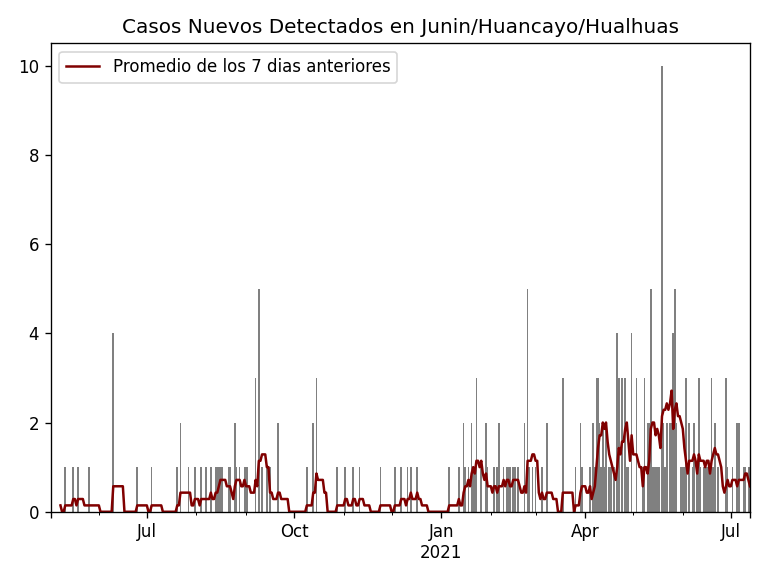 Casos Nuevos Detectados en Junin/Huancayo/Hualhuas
Promedio de los 7 dias anteriores
10
8
6
4
2
0
Jul
Oct
Jan
2021
Apr
Jul